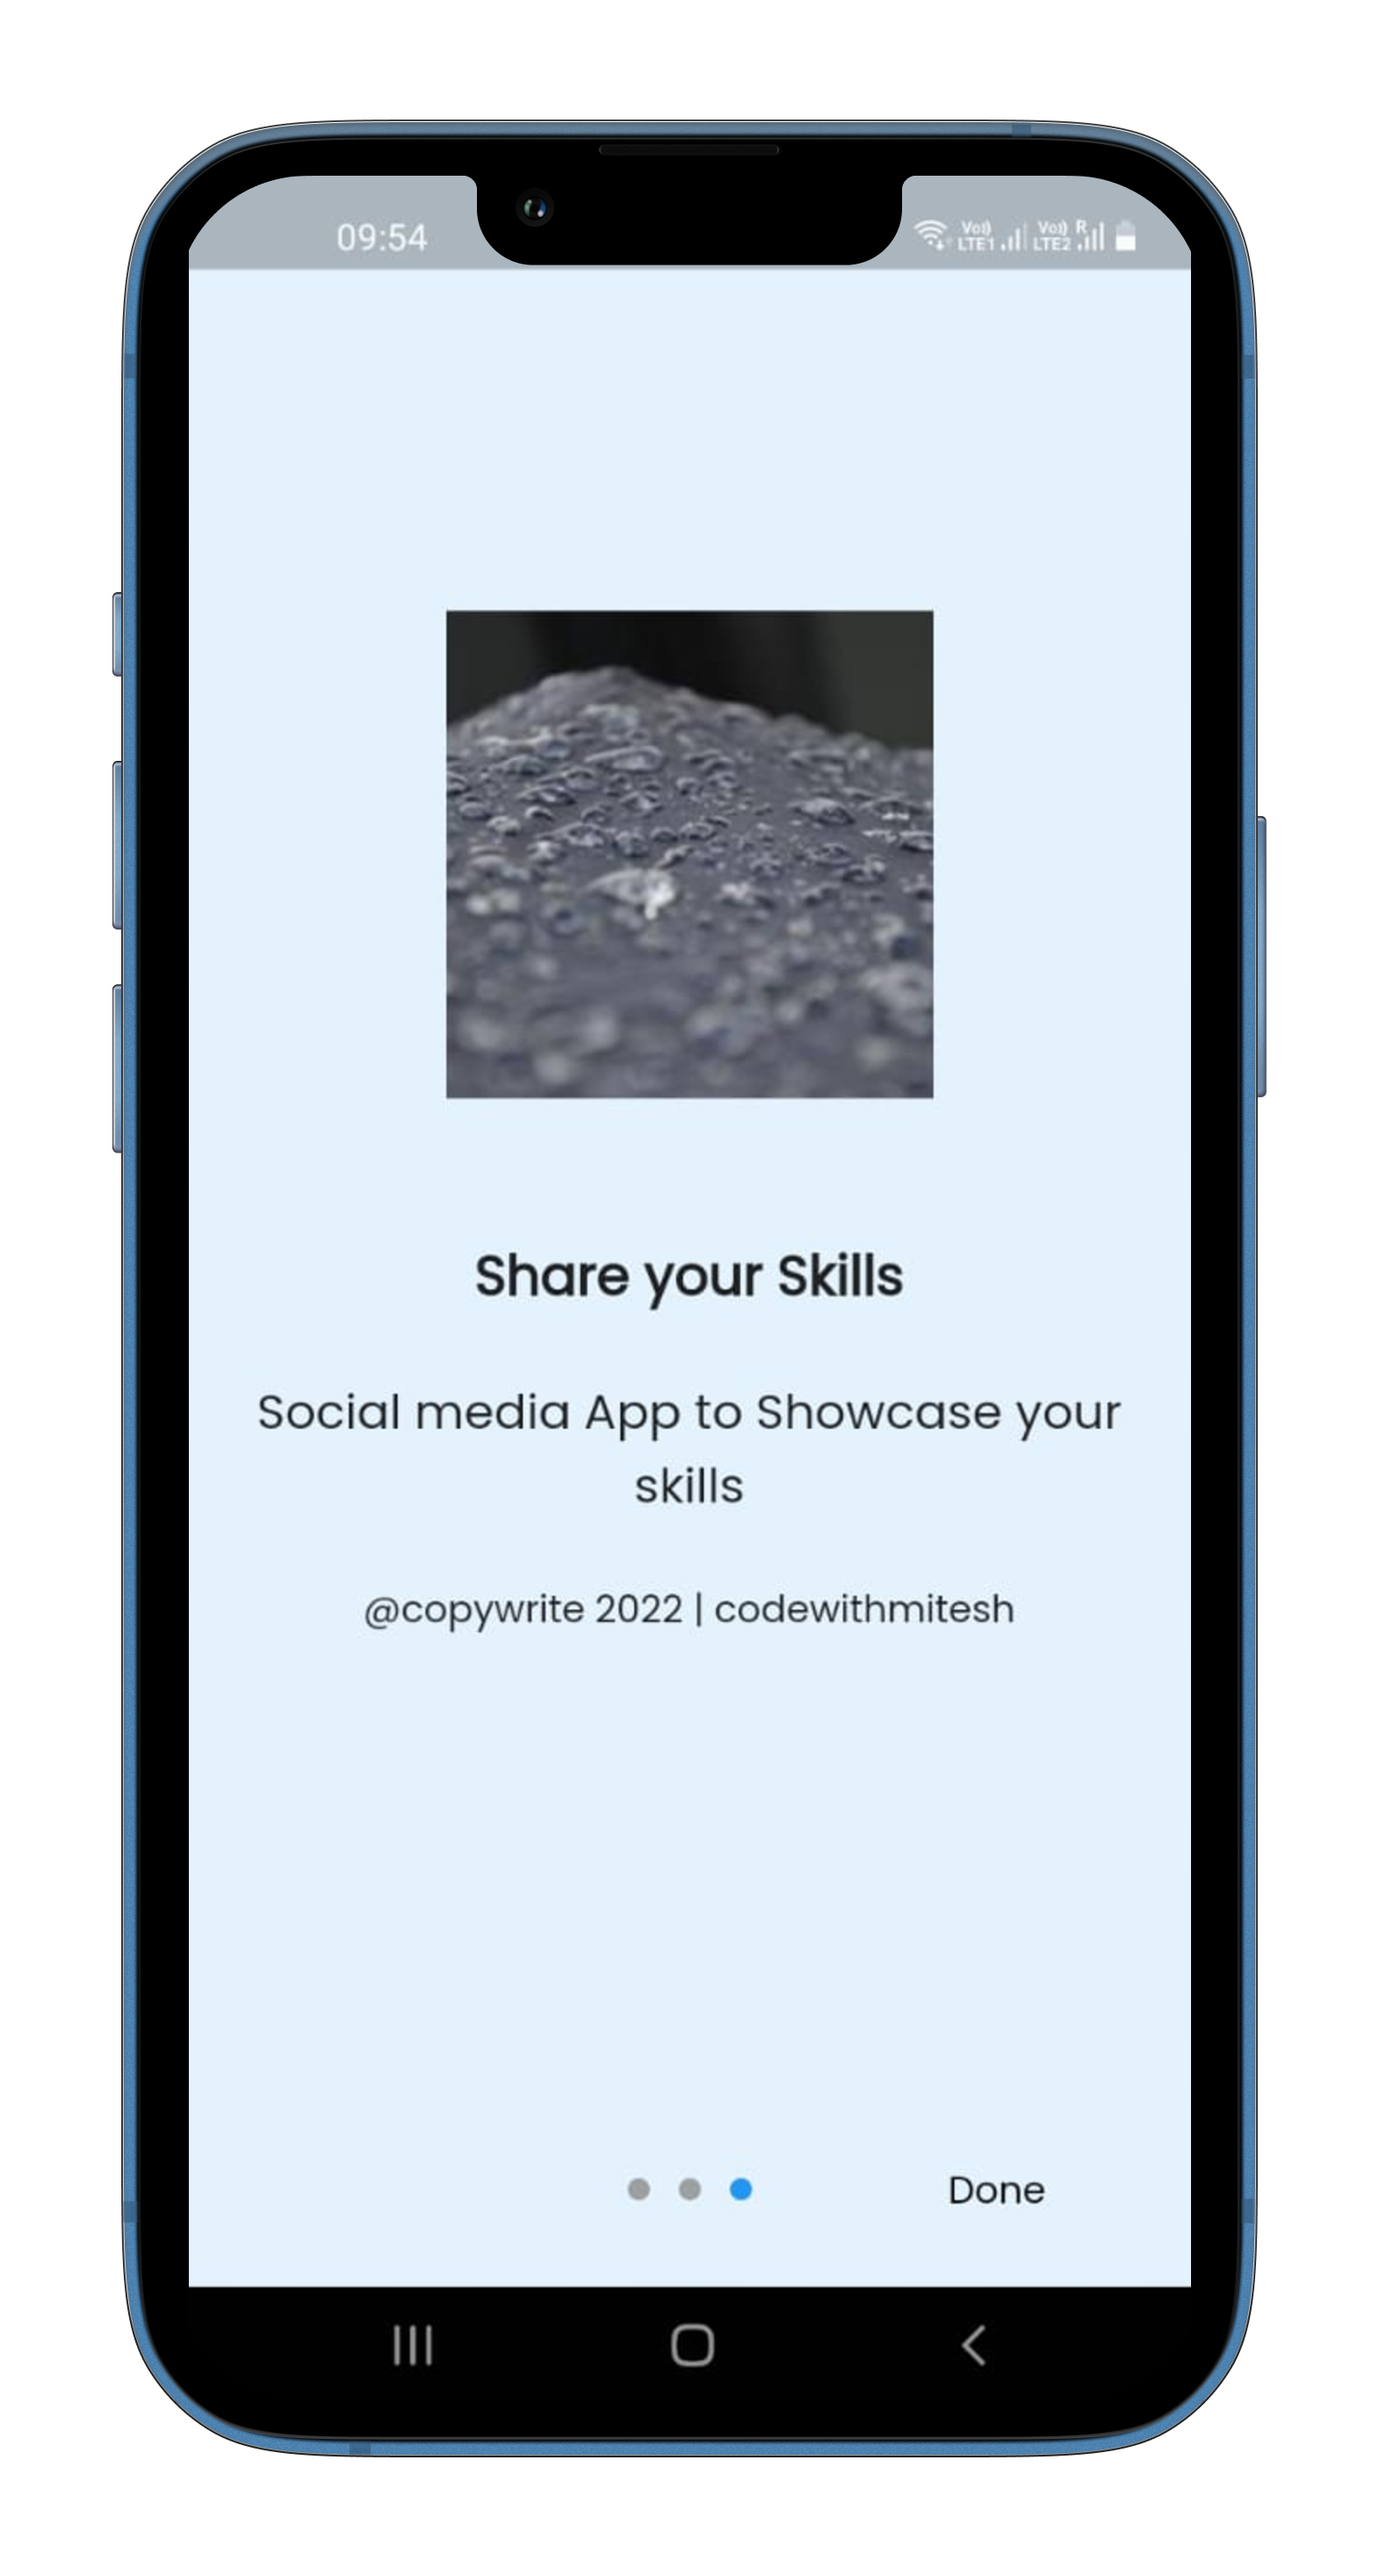 09:54
Vo)) LTE1 Vo)) R LTE2
Share your Skills
Social media App to Showcase your
skills
@copywrite 2022 | codewithmitesh
Done